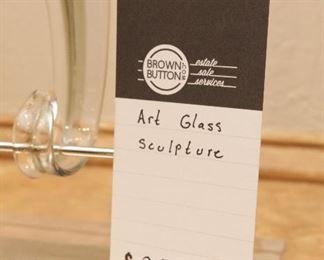 BROWN
BUTTON
estate
sale
services
Art Glass
Sculpture
$